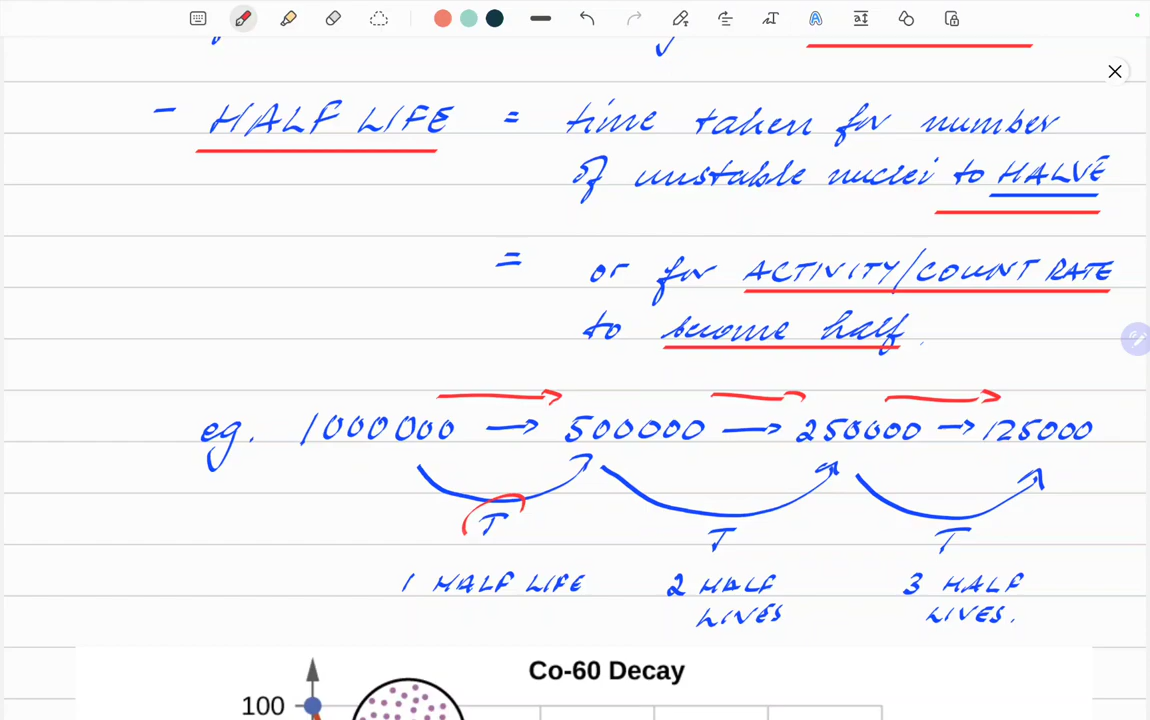 - HALF LIFE = time taken for number
of unstable nuclei to HALVE
= or for ACTIVITY/COUNT RATE
to become half.
eg. 1000000 → 500000 → 250000 → 125000
T T T
1 HALF LIFE 2 HALF LIVES 3 HALF LIVES.
Co-60 Decay
100